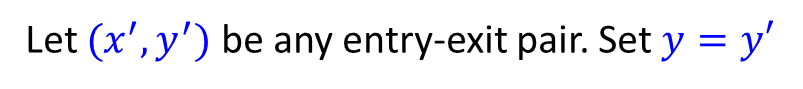 Let (x′, y′) be any entry-exit pair. Set y = y′